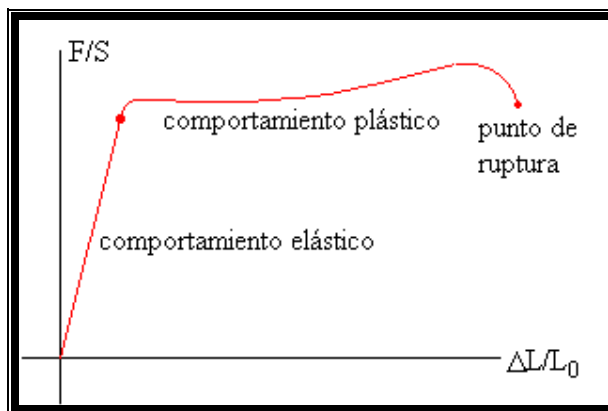 F/S
comportamiento plástico
punto de
ruptura
comportamiento elástico
ΔL/L₀